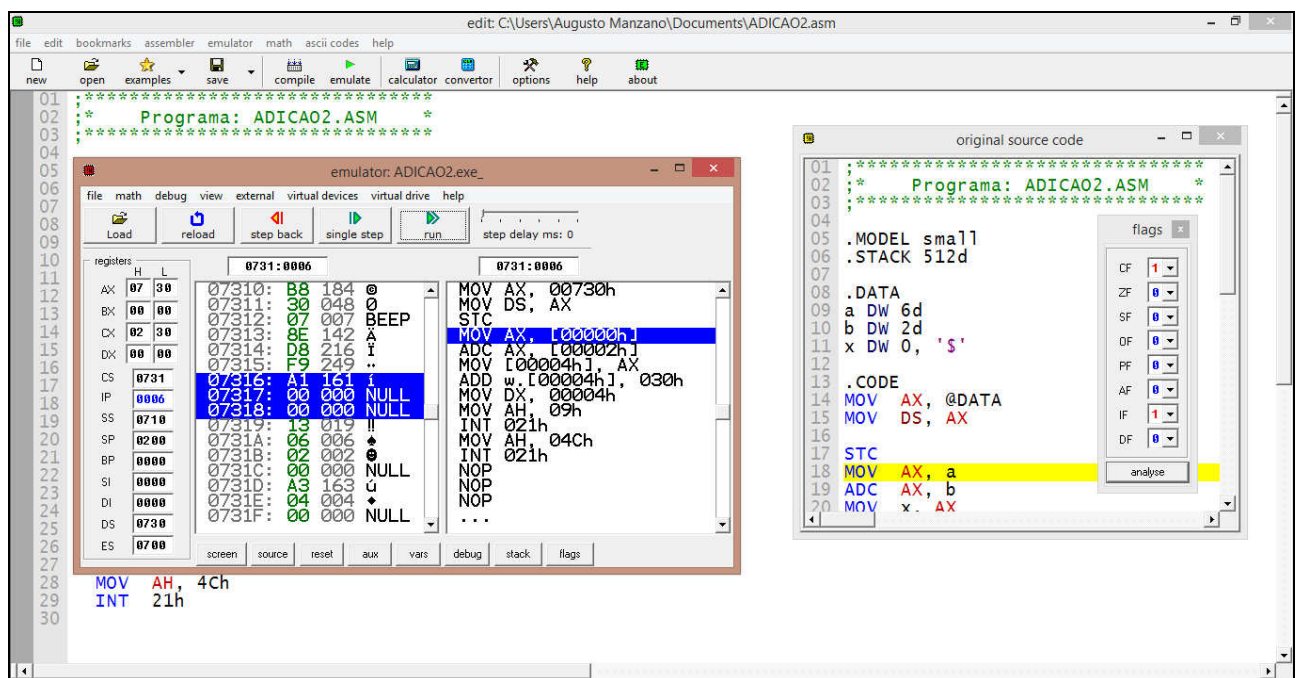 edit: C:\Users\Augusto Manzano\Documents\ADICAO2.asm
file edit bookmarks assembler emulator math ascii codes help
new open examples save compile emulate calculator convertor options help about
01 ;*******************************
02 ;* Programa: ADICAO2.ASM *
03 ;*******************************
04
05
06
07
08
09
10
11
12
13
14
15
16
17
18
19
20
21
22
23
24
25
26
27
28 MOV AH, 4Ch
29 INT 21h
30
emulator: ADICAO2.exe_
file math debug view external virtual devices virtual drive help
Load reload step back single step run step delay ms: 0
registers
H L
AX 07 30
BX 00 00
CX 02 30
DX 00 00
CS 0731
IP 0006
SS 0710
SP 0200
BP 0000
SI 0000
DI 0000
DS 0730
ES 0700
0731:0006
07310: B8 184 ©
07311: 30 048 0
07312: 07 007 BEEP
07313: 8E 142 Ä
07314: D8 216 Ï
07315: F9 249 ¨
07316: A1 161 í
07317: 00 000 NULL
07318: 00 000 NULL
07319: 13 019 ‼
0731A: 06 006 ♠
0731B: 02 002 ☻
0731C: 00 000 NULL
0731D: A3 163 ú
0731E: 04 004 ♦
0731F: 00 000 NULL
0731:0006
MOV AX, 00730h
MOV DS, AX
STC
MOV AX, [00000h]
ADC AX, [00002h]
MOV [00004h], AX
ADD w.[00004h], 030h
MOV DX, 00004h
MOV AH, 09h
INT 021h
MOV AH, 04Ch
INT 021h
NOP
NOP
NOP
...
screen source reset aux vars debug stack flags
original source code
01 ;*******************************
02 ;* Programa: ADICAO2.ASM *
03 ;*******************************
04
05 .MODEL small
06 .STACK 512d
07
08 .DATA
09 a DW 6d
10 b DW 2d
11 x DW 0, '$'
12
13 .CODE
14 MOV AX, @DATA
15 MOV DS, AX
16
17 STC
18 MOV AX, a
19 ADC AX, b
20 MOV x, AX
flags
CF 1
ZF 0
SF 0
OF 0
PF 0
AF 0
IF 1
DF 0
analyse